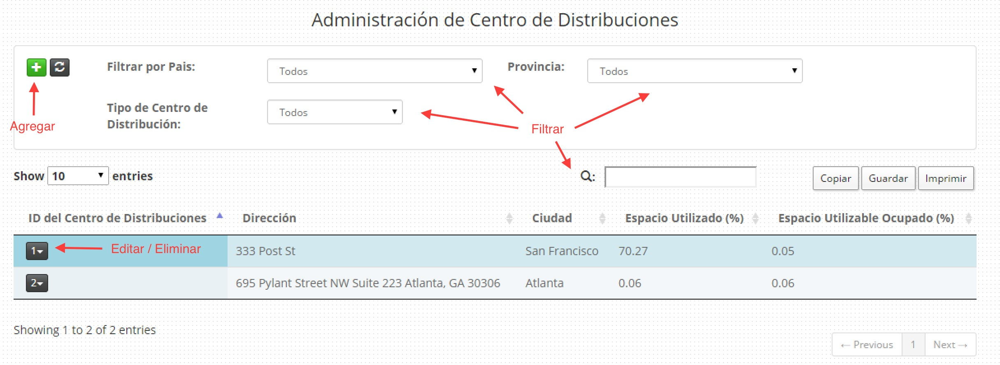 Administración de Centro de Distribuciones
Filtrar por Pais: Todos Provincia: Todos
Agregar
Tipo de Centro de Distribución: Todos
Filtrar
Show 10 entries
Copiar Guardar Imprimir
ID del Centro de Distribuciones Dirección Ciudad Espacio Utilizado (%) Espacio Utilizable Ocupado (%)
1 Editar / Eliminar 333 Post St San Francisco 70.27 0.05
2 695 Pylant Street NW Suite 223 Atlanta, GA 30306 Atlanta 0.06 0.06
Showing 1 to 2 of 2 entries
← Previous 1 Next →